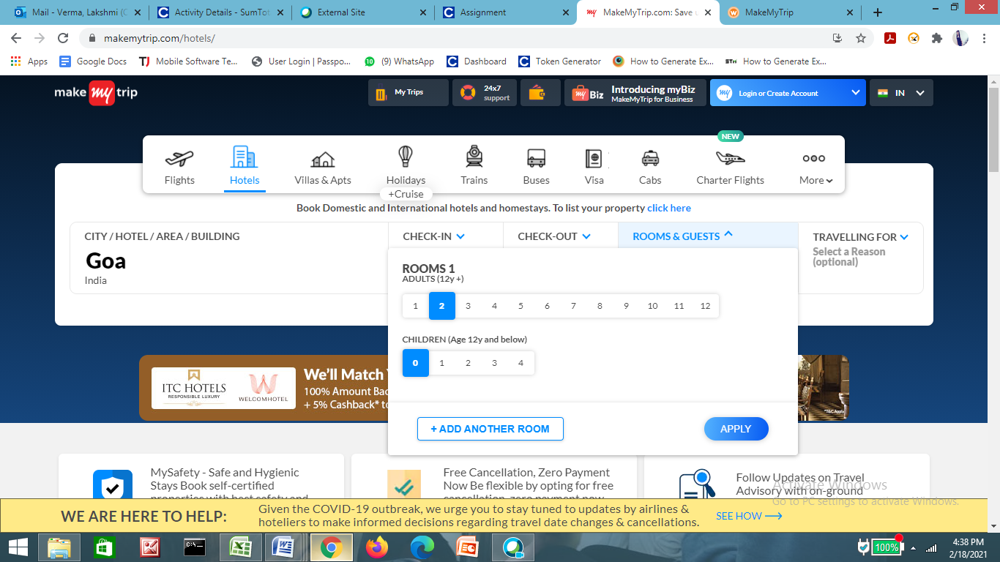 Mail - Verma, Lakshmi (C
Activity Details - SumTot
External Site
Assignment
MakeMyTrip.com: Save u
MakeMyTrip
makemytrip.com/hotels/
Apps
Google Docs
Mobile Software Te...
User Login | Passpo...
(9) WhatsApp
Dashboard
Token Generator
How to Generate Ex...
How to Generate Ex...
make my trip
My Trips
24x7
support
my Biz
Introducing myBiz
MakeMyTrip for Business
my
Login or Create Account
IN
NEW
Flights
Hotels
Villas & Apts
Holidays
+Cruise
Trains
Buses
Visa
Cabs
Charter Flights
More
Book Domestic and International hotels and homestays. To list your property click here
CITY / HOTEL / AREA / BUILDING
Goa
India
CHECK-IN
CHECK-OUT
ROOMS & GUESTS
TRAVELLING FOR
Select a Reason
(optional)
ROOMS 1
ADULTS (12y +)
1 2 3 4 5 6 7 8 9 10 11 12
CHILDREN (Age 12y and below)
0 1 2 3 4
+ ADD ANOTHER ROOM
APPLY
ITC HOTELS
RESPONSIBLE LUXURY
WELCOMHOTEL
We'll Match
100% Amount Bac
+ 5% Cashback* to
*T&C Apply
MySafety - Safe and Hygienic
Stays Book self-certified
properties with best safety and
Free Cancellation, Zero Payment
Now Be flexible by opting for free
cancellation, zero payment now
Follow Updates on Travel
Advisory with on-ground
Activate Windows
Go to PC settings to activate Windows.
WE ARE HERE TO HELP:
Given the COVID-19 outbreak, we urge you to stay tuned to updates by airlines &
hoteliers to make informed decisions regarding travel date changes & cancellations.
SEE HOW
100%
4:38 PM
2/18/2021